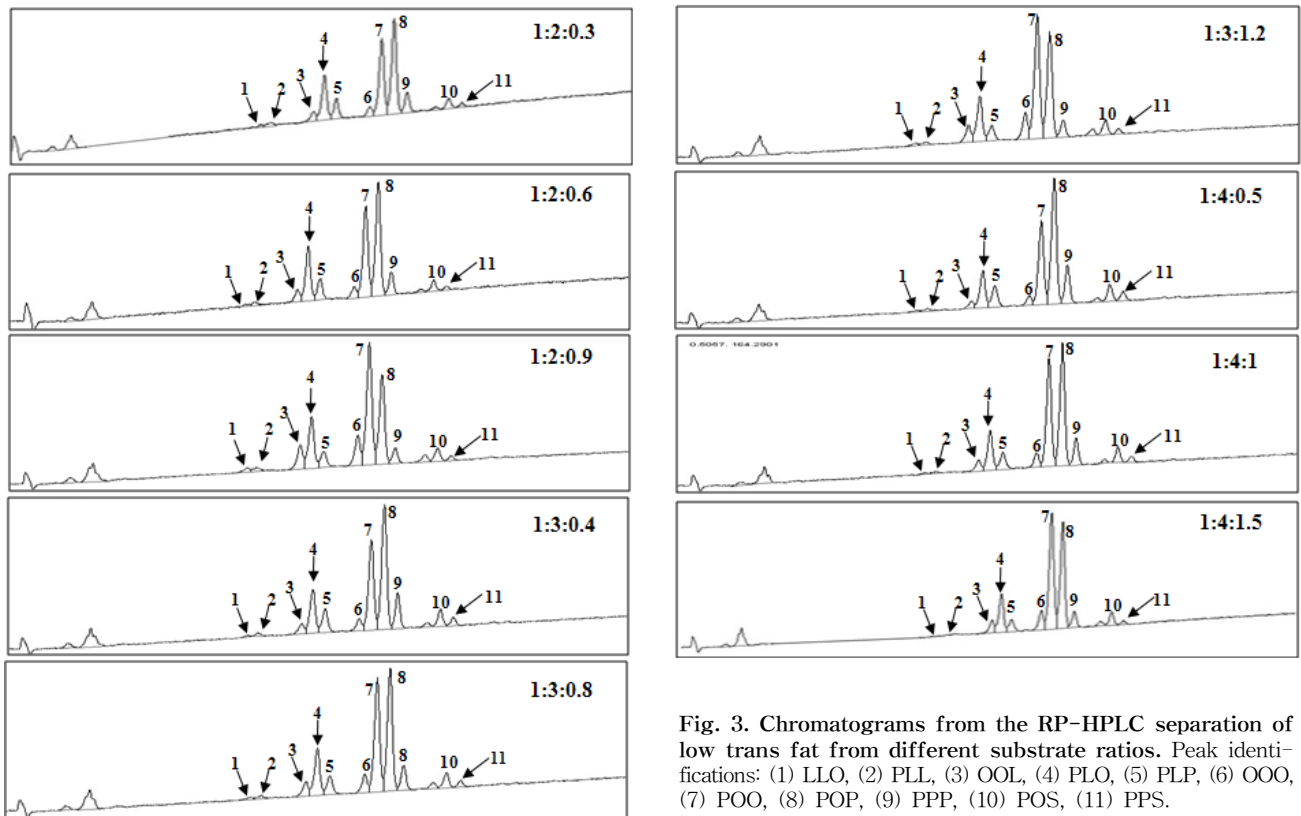 1:2:0.3
1 2 3 4 5 6 7 8 9 10 11
1:2:0.6
1 2 3 4 5 6 7 8 9 10 11
1:2:0.9
1 2 3 4 5 6 7 8 9 10 11
1:3:0.4
1 2 3 4 5 6 7 8 9 10 11
1:3:0.8
1 2 3 4 5 6 7 8 8 10 11
1:3:1.2
1 2 3 4 5 6 7 8 9 10 11
1:4:0.5
1 2 3 4 5 6 7 8 9 10 11
164.2901
1:4:1
1 2 3 4 5 6 7 8 9 10 11
1:4:1.5
1 2 3 4 5 6 7 8 9 10 11
Fig. 3. Chromatograms from the RP-HPLC separation of
low trans fat from different substrate ratios. Peak identi-
fications: (1) LLO, (2) PLL, (3) OOL, (4) PLO, (5) PLP, (6) OOO,
(7) POO, (8) POP, (9) PPP, (10) POS, (11) PPS.